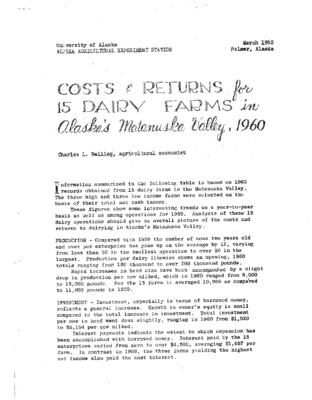 University of Alaska
ALASKA AGRICULTURAL EXPERIMENT STATION
March 1962
Palmer, Alaska
COSTS & RETURNS for
15 DAIRY FARMS in
Alaska's Matanuska Valley, 1960
Charles L. Walling, agricultural economist
Information summarized in the following table is based on 1960
records obtained from 15 dairy farms in the Matanuska Valley.
The three high and three low income farms were selected on the
basis of their total net cash income.
These figures show some interesting trends on a year-to-year
basis as well as among operations for 1960. Analysis of these 15
dairy operations should give an overall picture of the costs and
returns to dairying in Alaska's Matanuska Valley.
PRODUCTION - Compared with 1959 the number of cows two years old
and over per enterprise has gone up on the average by 15, varying
from less than 20 in the smallest operation to over 50 in the
largest. Production per dairy likewise shows an upswing, 1960
totals ranging from 180 thousand to over 500 thousand pounds.
Rapid increases in herd size have been accompanied by a slight
drop in production per cow milked, which in 1960 ranged from 8,000
to 13,000 pounds. For the 15 farms it averaged 10,968 as compared
to 11,000 pounds in 1959.
INVESTMENT - Investment, especially in terms of borrowed money,
reflects a general increase. Growth in owner's equity is small
compared to the total increase in investment. Total investment
per cow in herd went down slightly, ranging in 1960 from $1,520
to $5,154 per cow milked.
Interest payments indicate the extent to which expansion has
been accomplished with borrowed money. Interest paid by the 15
enterprises varied from zero to over $4,500, averaging $1,687 per
farm. In contrast to 1959, the three farms yielding the highest
net income also paid the most interest.